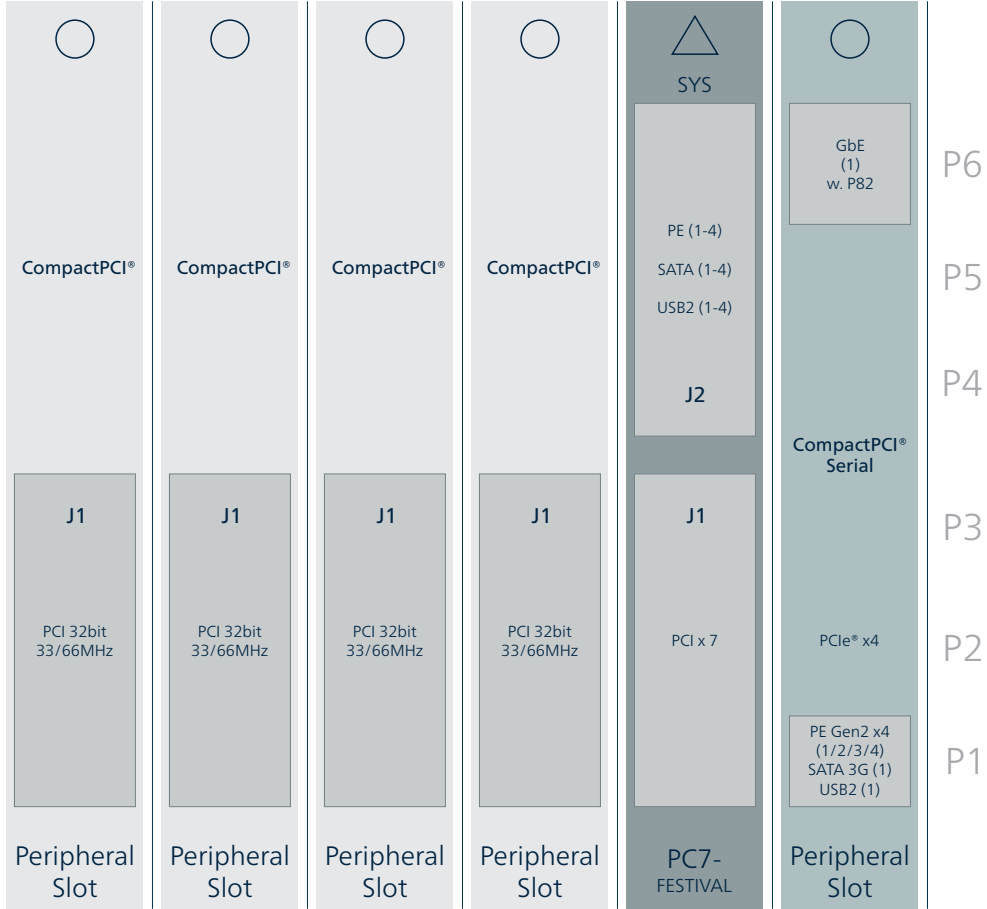 CompactPCI®
J1
PCI 32bit
33/66MHz
Peripheral
Slot
CompactPCI®
J1
PCI 32bit
33/66MHz
Peripheral
Slot
CompactPCI®
J1
PCI 32bit
33/66MHz
Peripheral
Slot
CompactPCI®
J1
PCI 32bit
33/66MHz
Peripheral
Slot
SYS
PE (1-4)
SATA (1-4)
USB2 (1-4)
J2
J1
PCI x 7
PC7-
FESTIVAL
GbE
(1)
w. P82
CompactPCI®
Serial
PCIe® x4
PE Gen2 x4
(1/2/3/4)
SATA 3G (1)
USB2 (1)
Peripheral
Slot
P6
P5
P4
P3
P2
P1